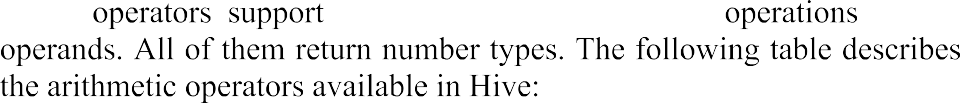 operators support operations
operands. All of them return number types. The following table describes
the arithmetic operators available in Hive: